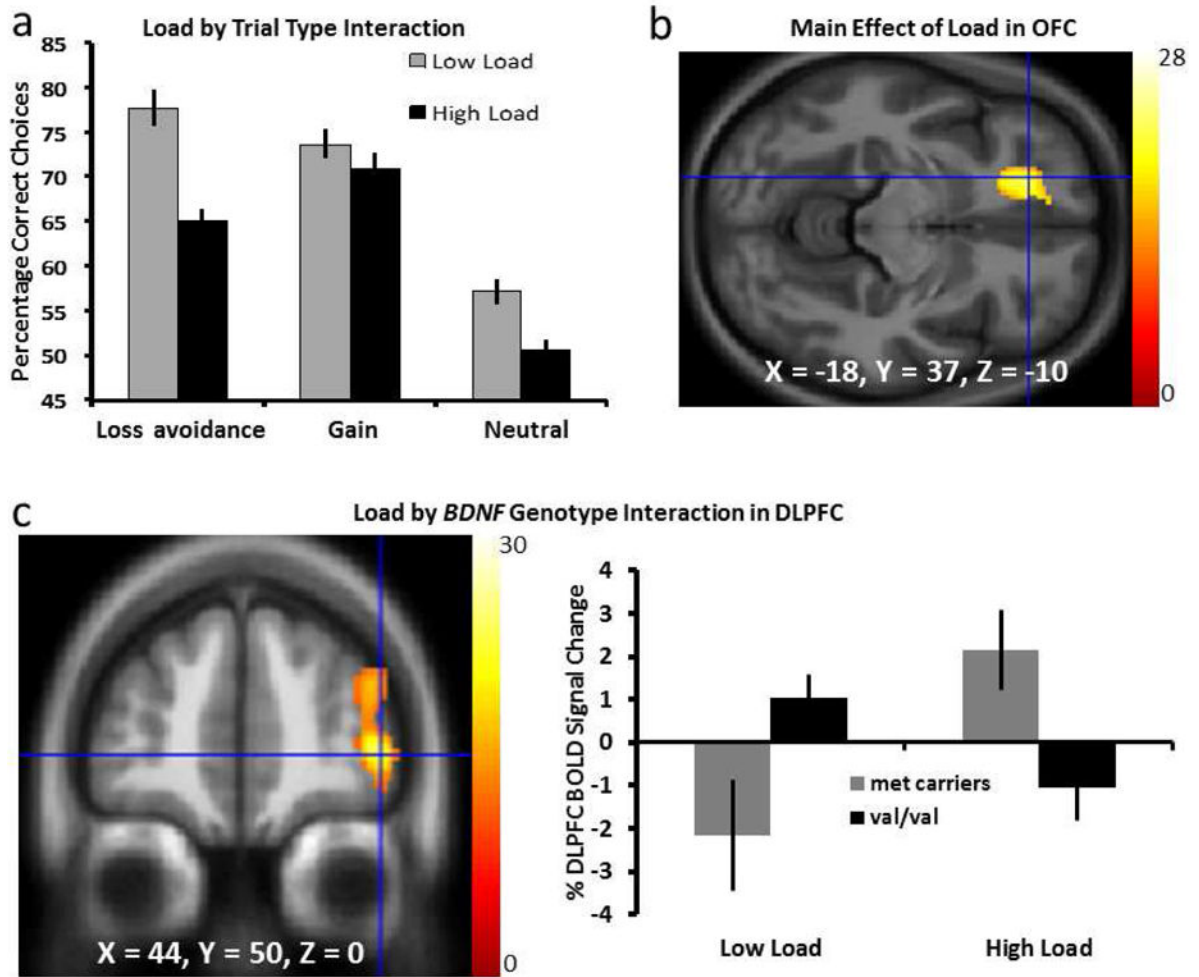 a
Load by Trial Type Interaction
85
80
75
70
65
60
55
50
45
Percentage Correct Choices
Low Load
High Load
Loss avoidance Gain Neutral
b
Main Effect of Load in OFC
28
0
X = -18, Y = 37, Z = -10
c
Load by BDNF Genotype Interaction in DLPFC
30
0
X = 44, Y = 50, Z = 0
% DLPFC BOLD Signal Change
4
3
2
1
0
-1
-2
-3
-4
met carriers
val/val
Low Load High Load